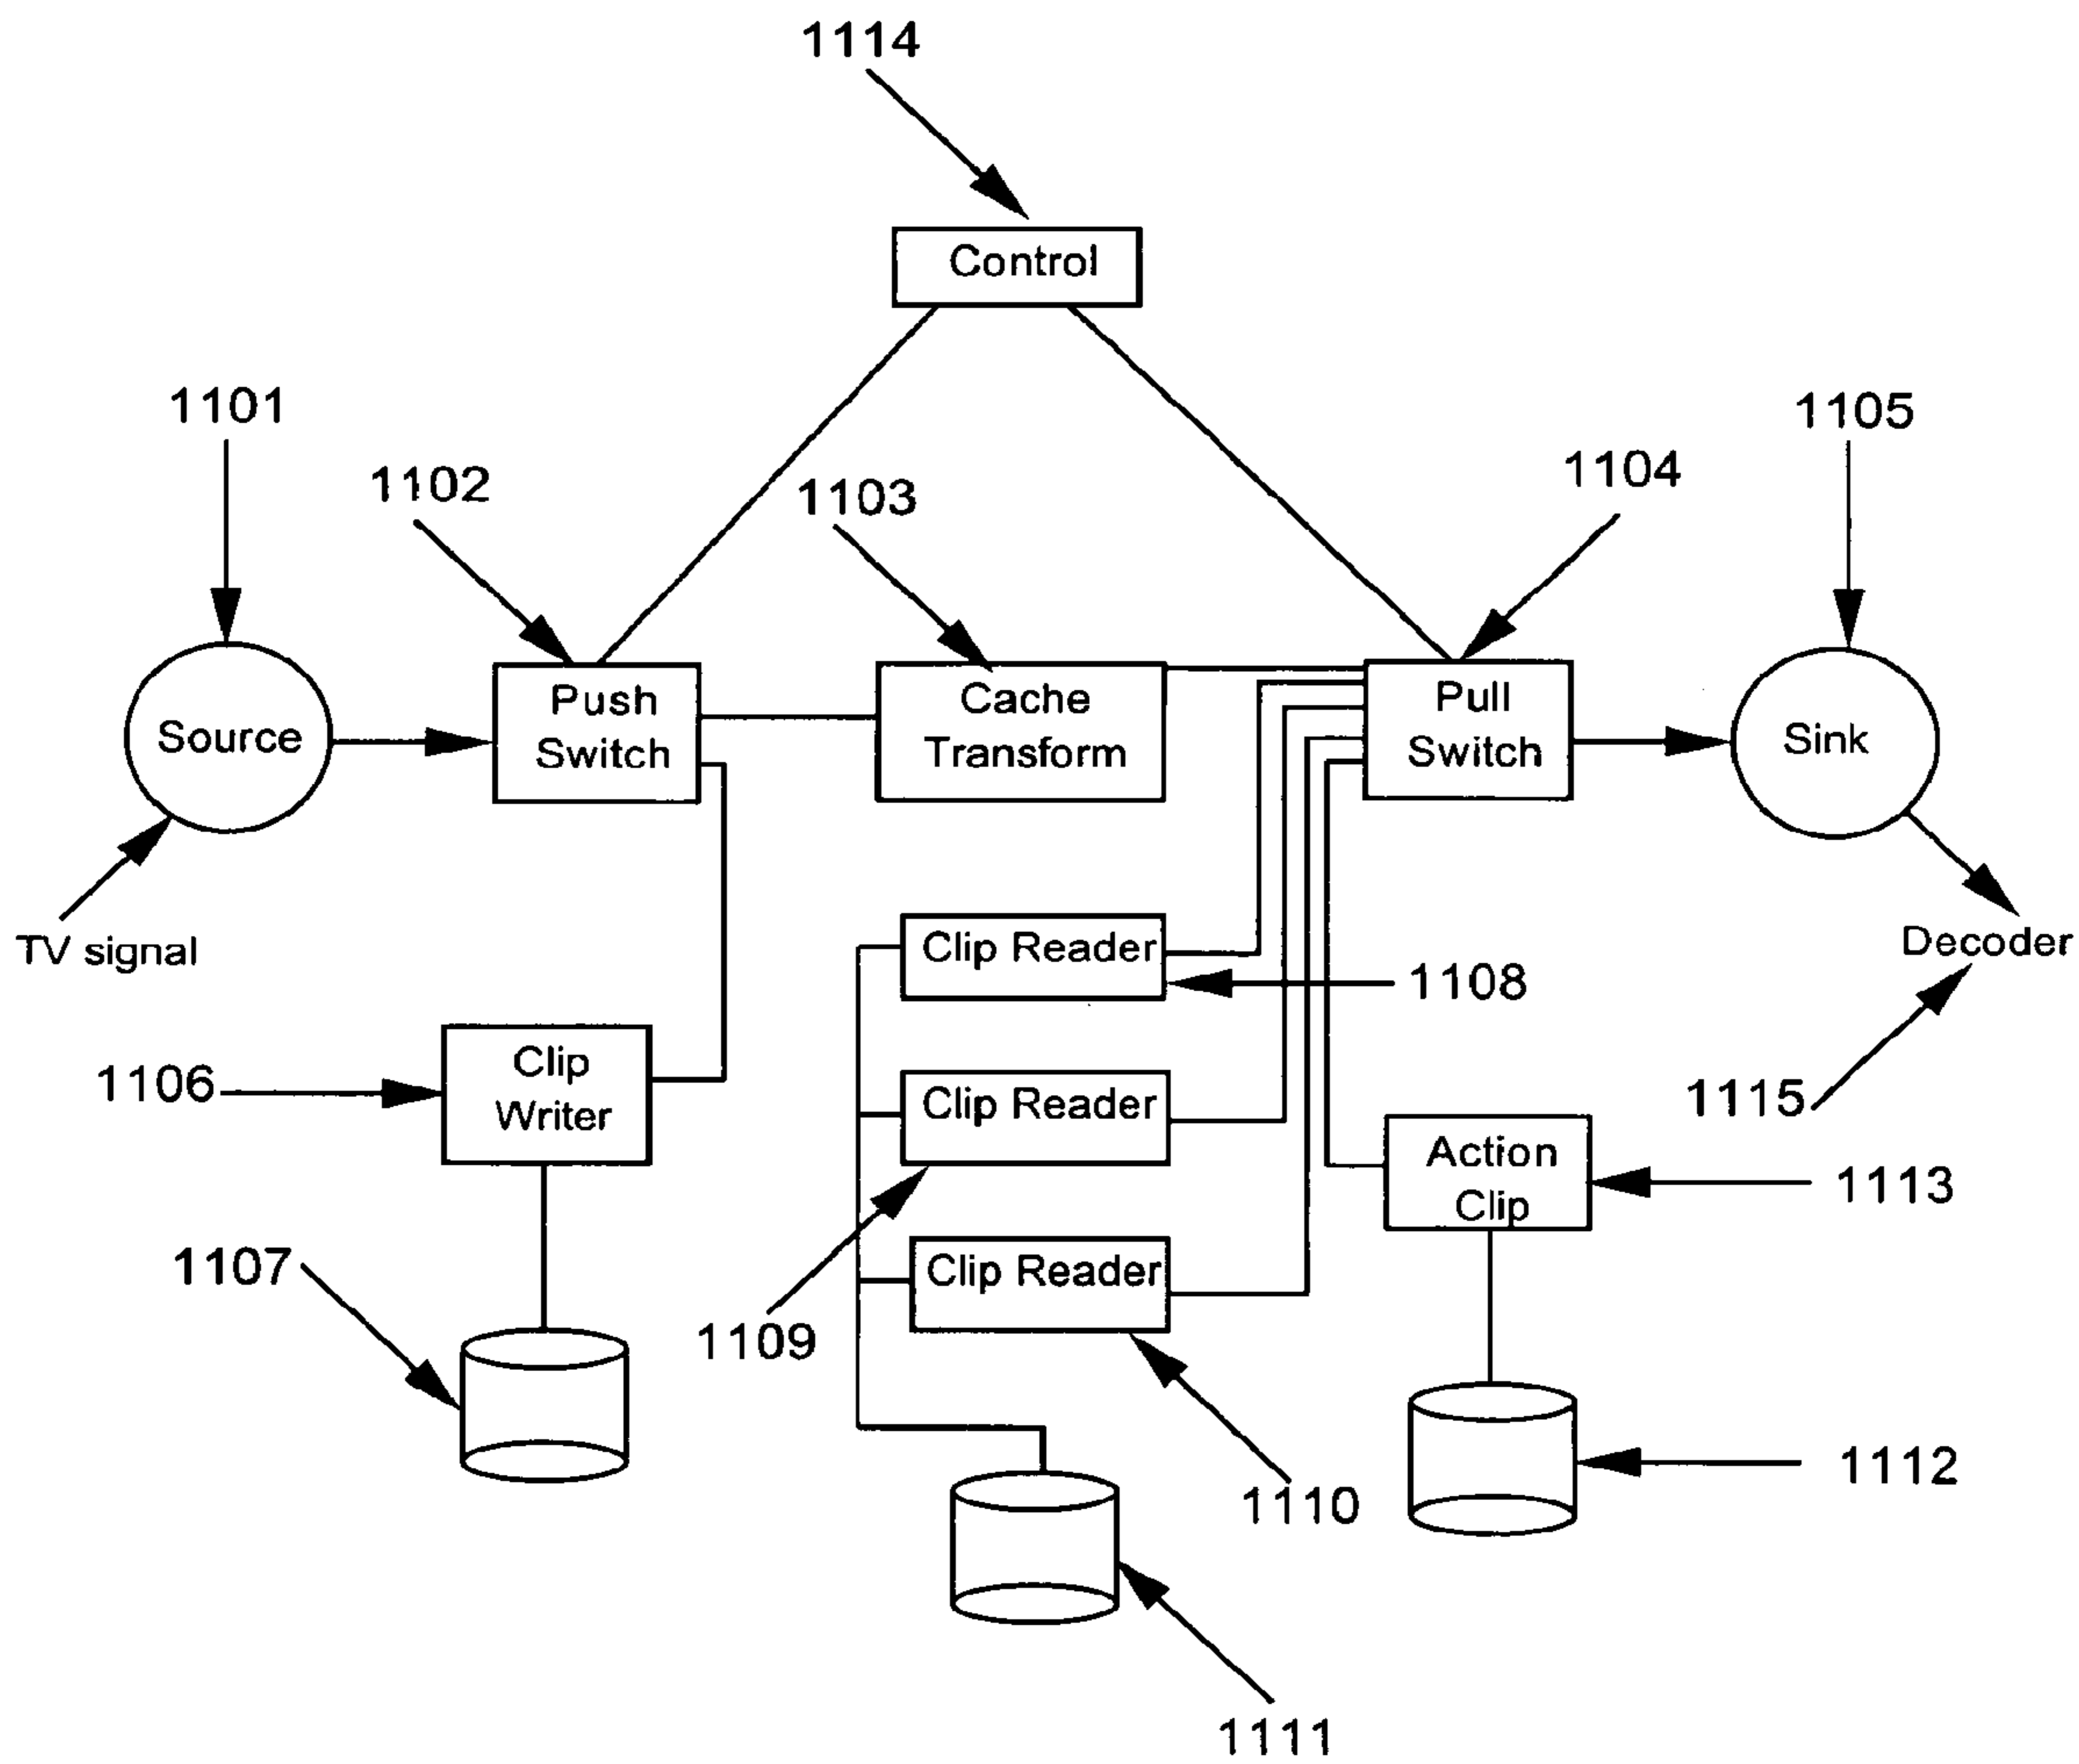 1114
Control
1101
1105
1104
1102
1103
Push
Switch
Cache
Transform
Pull
Switch
Source
Sink
TV signal
Clip Reader
Decoder
1108
Clip
Writer
1106
Clip Reader
1115
Action
Clip
1113
1107
Clip Reader
1109
1112
1110
1111